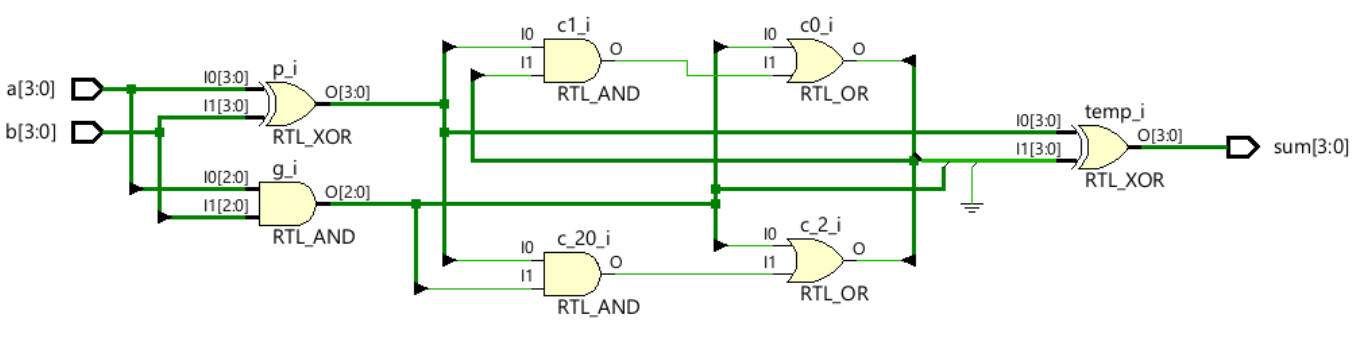 c1_i
I0
I1
O
RTL_AND
c0_i
I0
I1
O
RTL_OR
a[3:0]
b[3:0]
p_i
I0[3:0]
I1[3:0]
O[3:0]
RTL_XOR
temp_i
I0[3:0]
I1[3:0]
O[3:0]
RTL_XOR
sum[3:0]
g_i
I0[2:0]
I1[2:0]
O[2:0]
RTL_AND
c_20_i
I0
I1
O
RTL_AND
c_2_i
I0
I1
O
RTL_OR